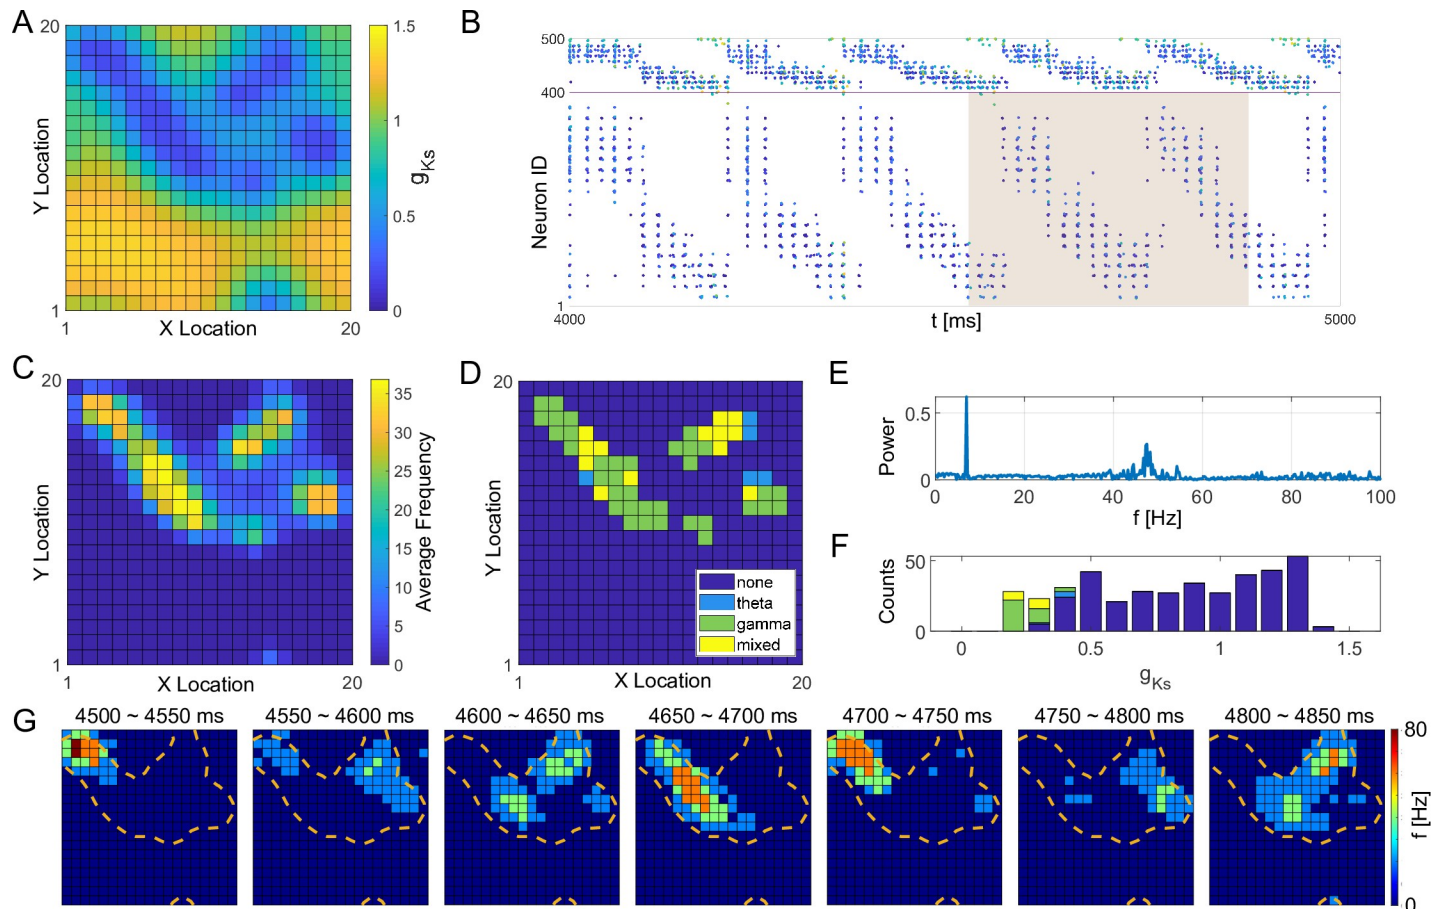 A
20
Y Location
1
1
X Location
20
1.5
1
0.5
0
gKs
B
500
400
Neuron ID
1
4000
t [ms]
5000
C
20
Y Location
1
1
X Location
20
35
30
25
20
15
10
5
0
Average Frequency
D
20
Y Location
1
1
X Location
20
none
theta
gamma
mixed
E
Power
0.5
0
0
20
40
60
80
100
f [Hz]
F
Counts
50
0
0
0.5
1
1.5
gKs
G
4500 ~ 4550 ms
4550 ~ 4600 ms
4600 ~ 4650 ms
4650 ~ 4700 ms
4700 ~ 4750 ms
4750 ~ 4800 ms
4800 ~ 4850 ms
80
f [Hz]
0